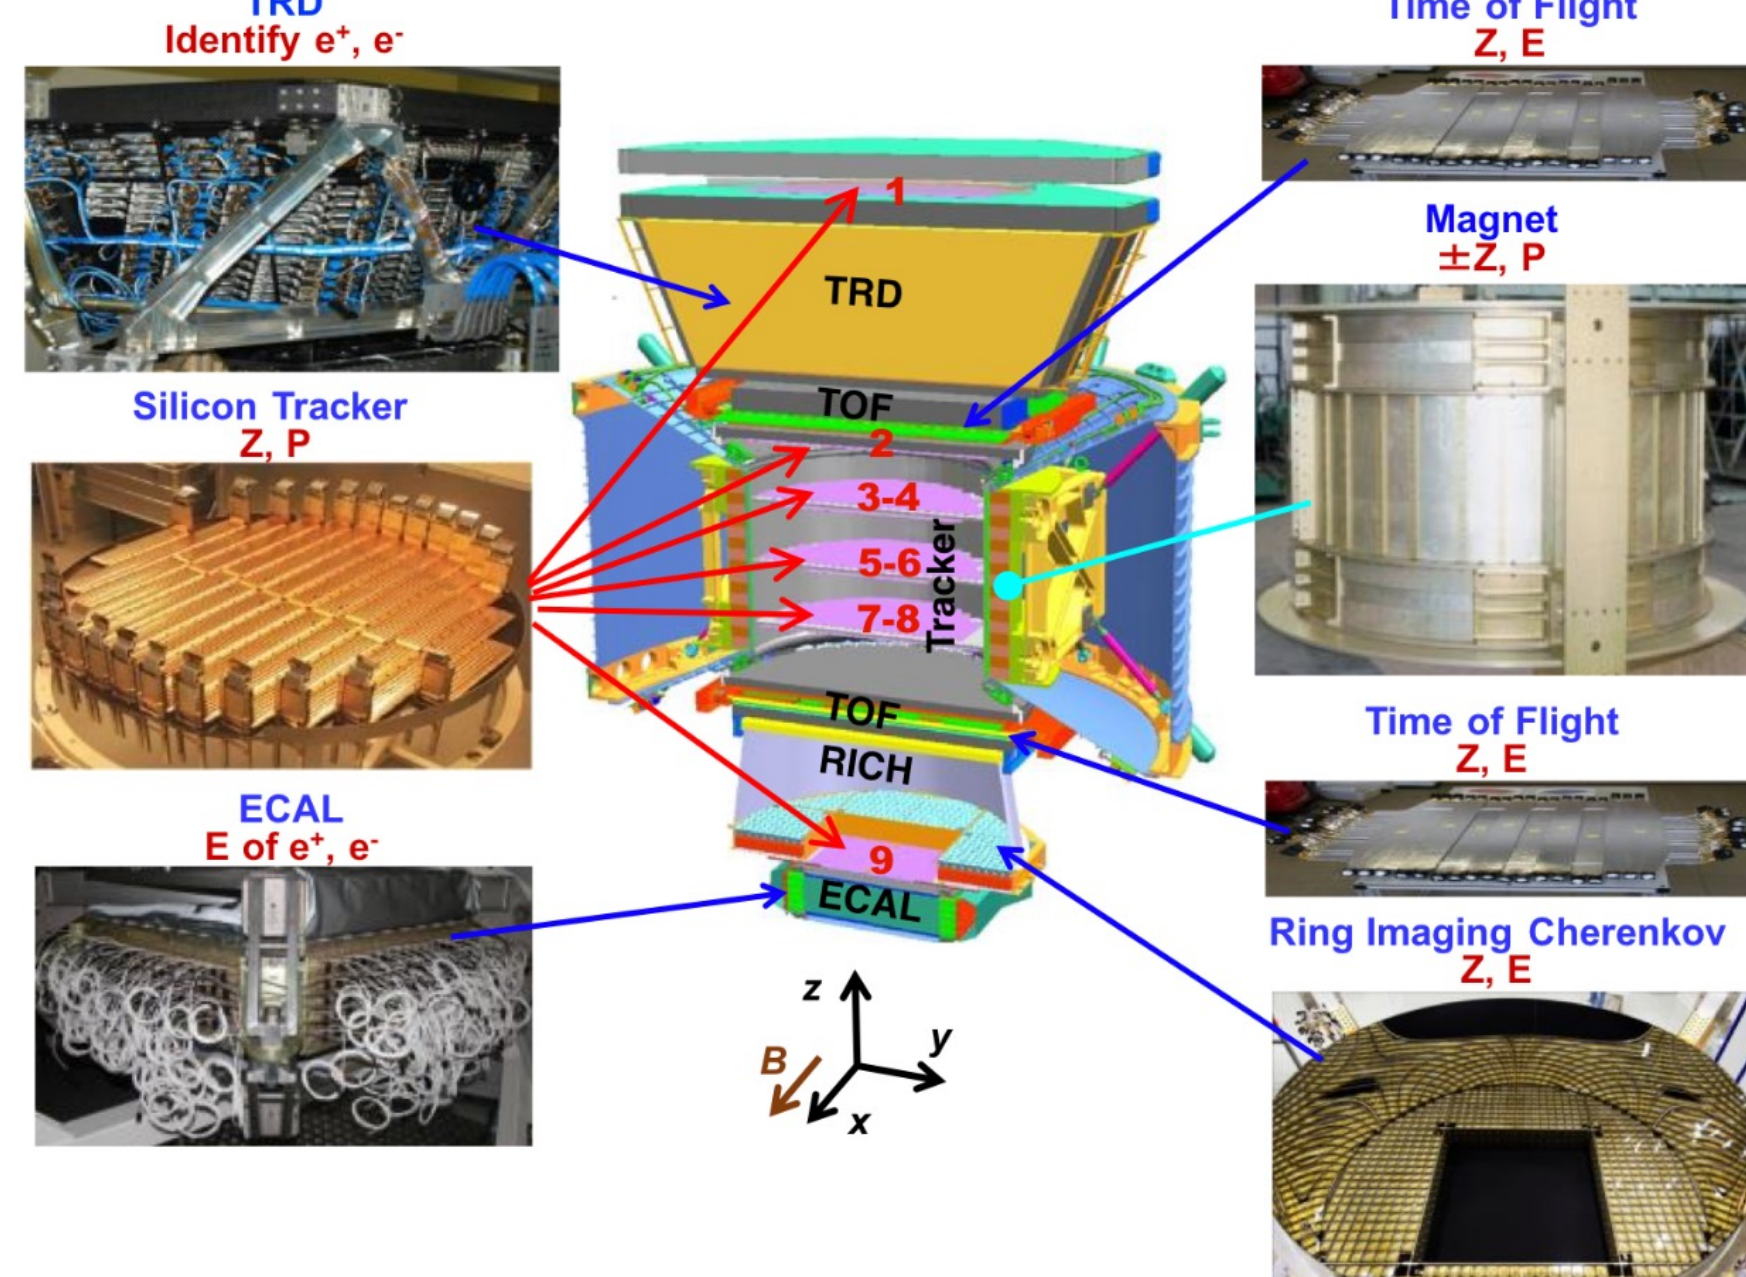 TRD
Identify e⁺, e⁻
Time of Flight
Z, E
1
Magnet
±Z, P
TRD
Silicon Tracker
Z, P
TOF
2
3-4
5-6
7-8
Tracker
TOF
RICH
Time of Flight
Z, E
ECAL
E of e⁺, e⁻
9
ECAL
Ring Imaging Cherenkov
Z, E
z
y
B
x